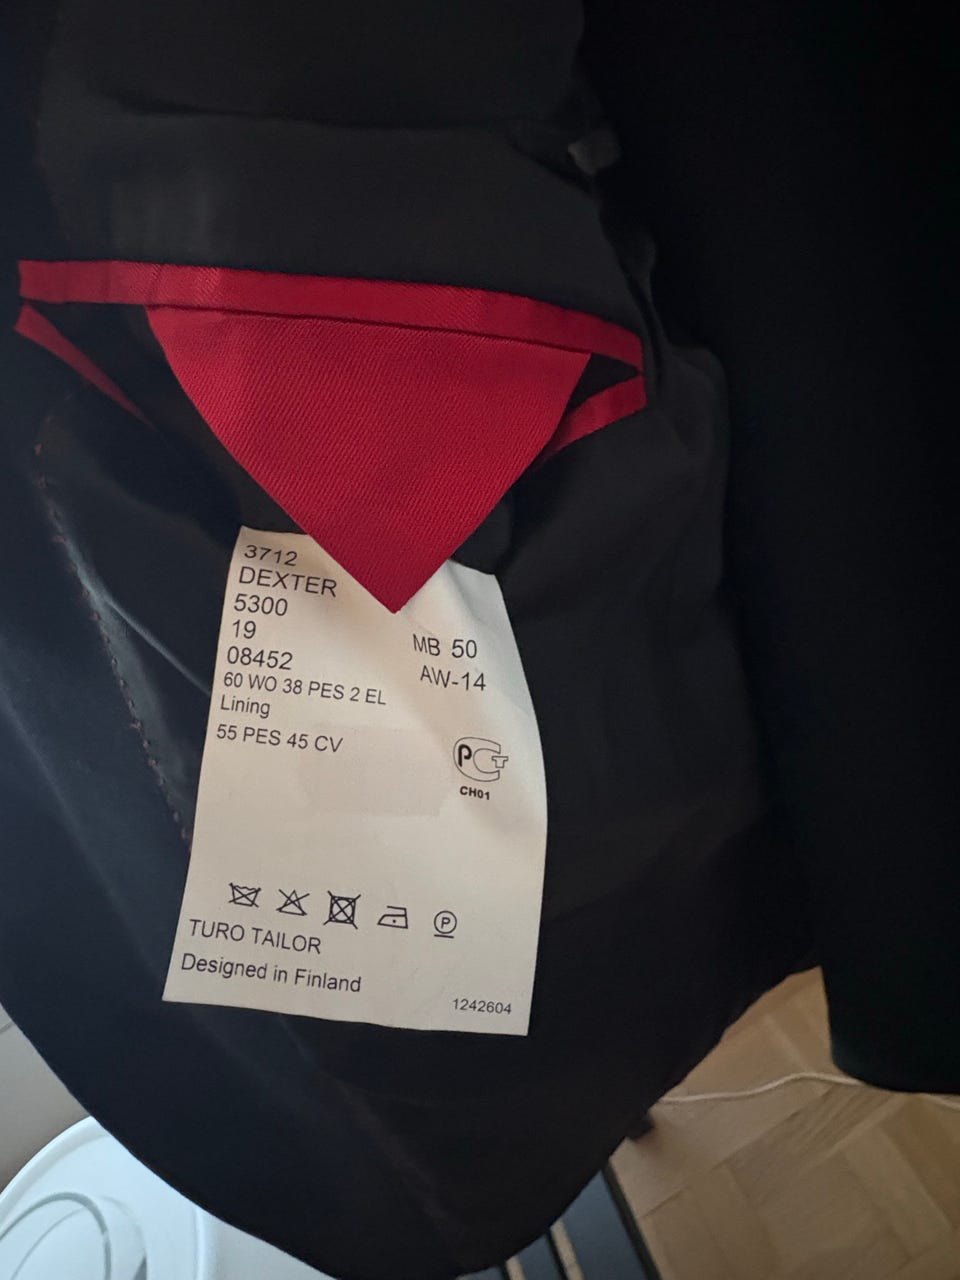 3712
DEXTER
5300
19
08452
MB 50
AW-14
60 WO 38 PES 2 EL
Lining
55 PES 45 CV
РСТ
CH01
P
TURO TAILOR
Designed in Finland
1242604